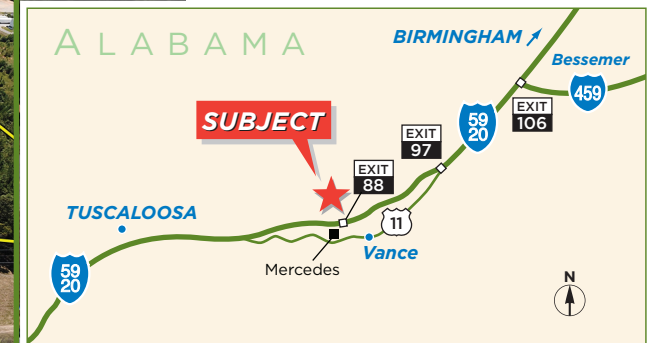 ALABAMA
BIRMINGHAM
Bessemer
459
EXIT
106
59
20
SUBJECT
EXIT
97
EXIT
88
TUSCALOOSA
11
Vance
Mercedes
59
20
N